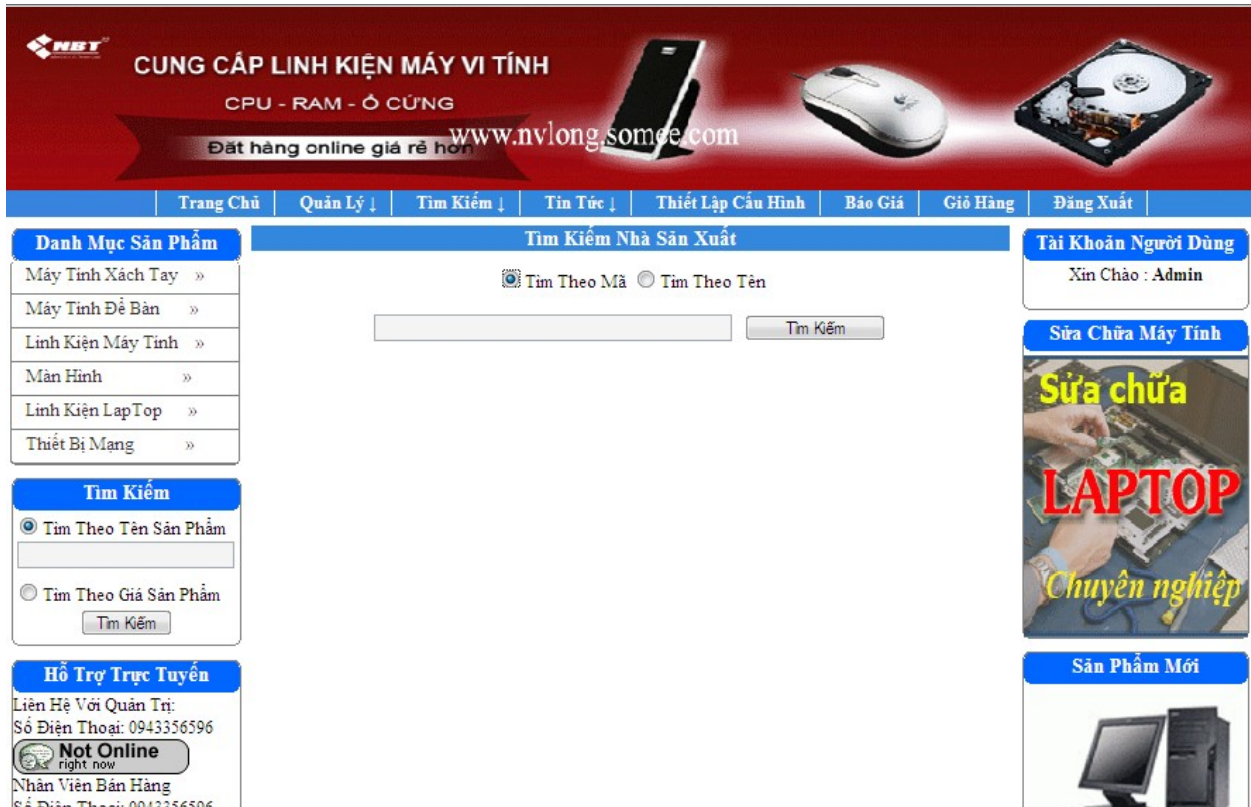 NBT
CUNG CẤP LINH KIỆN MÁY VI TÍNH
CPU - RAM - Ổ CỨNG
Đăt hàng online giá rẻ hơn
www.nvlong.somee.com
Trang Chủ Quản Lý ↓ Tìm Kiếm ↓ Tin Tức ↓ Thiết Lập Cấu Hình Báo Giá Giỏ Hàng Đăng Xuất
Danh Mục Sản Phẩm
Máy Tính Xách Tay »
Máy Tính Để Bàn »
Linh Kiện Máy Tính »
Màn Hình »
Linh Kiện LapTop »
Thiết Bị Mạng »
Tìm Kiếm
Tìm Theo Tên Sản Phẩm
Tìm Theo Giá Sản Phẩm
Tìm Kiếm
Hỗ Trợ Trực Tuyến
Liên Hệ Với Quản Trị:
Số Điện Thoại: 0943356596
Not Online
right now
Nhân Viên Bán Hàng
Số Điện Thoại: 0943356596
Tìm Kiếm Nhà Sản Xuất
Tìm Theo Mã Tìm Theo Tên
Tìm Kiếm
Tài Khoản Người Dùng
Xin Chào : Admin
Sửa Chữa Máy Tính
Sửa chữa
LAPTOP
Chuyên nghiệp
Sản Phẩm Mới